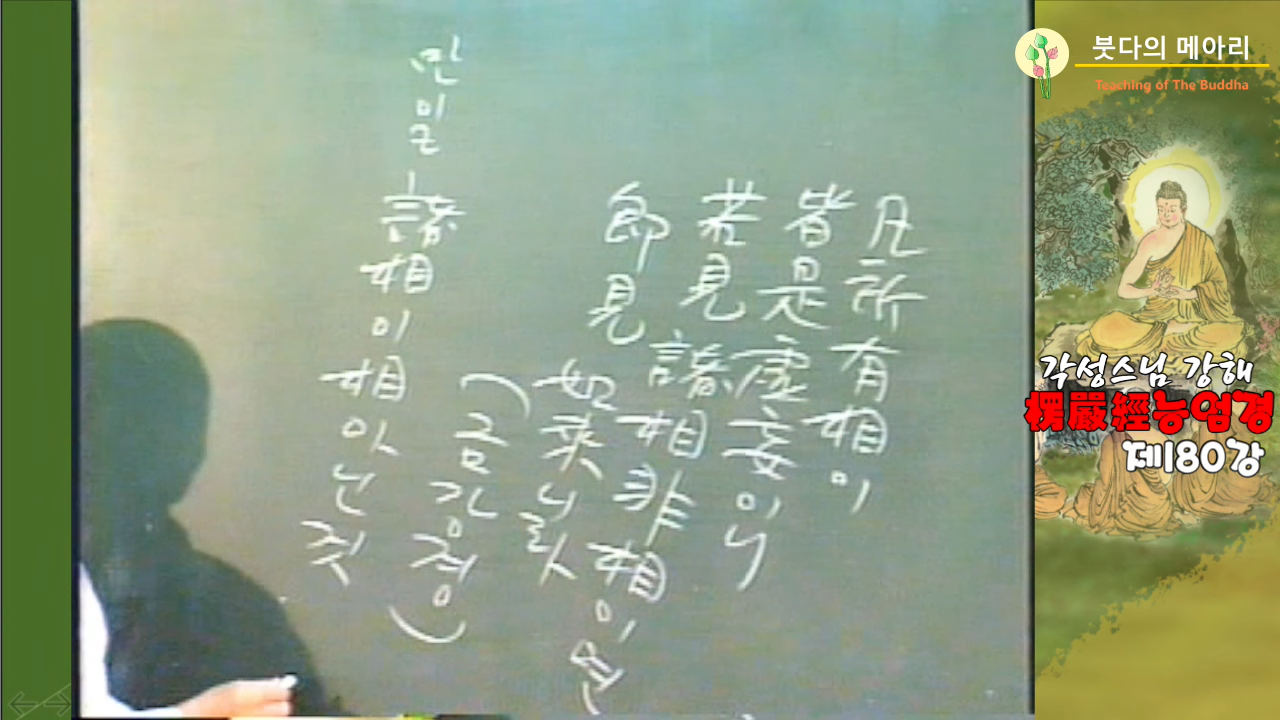 凡所有相이
皆是虛妄이니
若見諸相非相이면
卽見如來니라
(금강경)
만일 諸相이 相아닌 것
붓다의 메아리
Teaching of The Buddha
각성스님 강해
楞嚴經능엄경
제180강